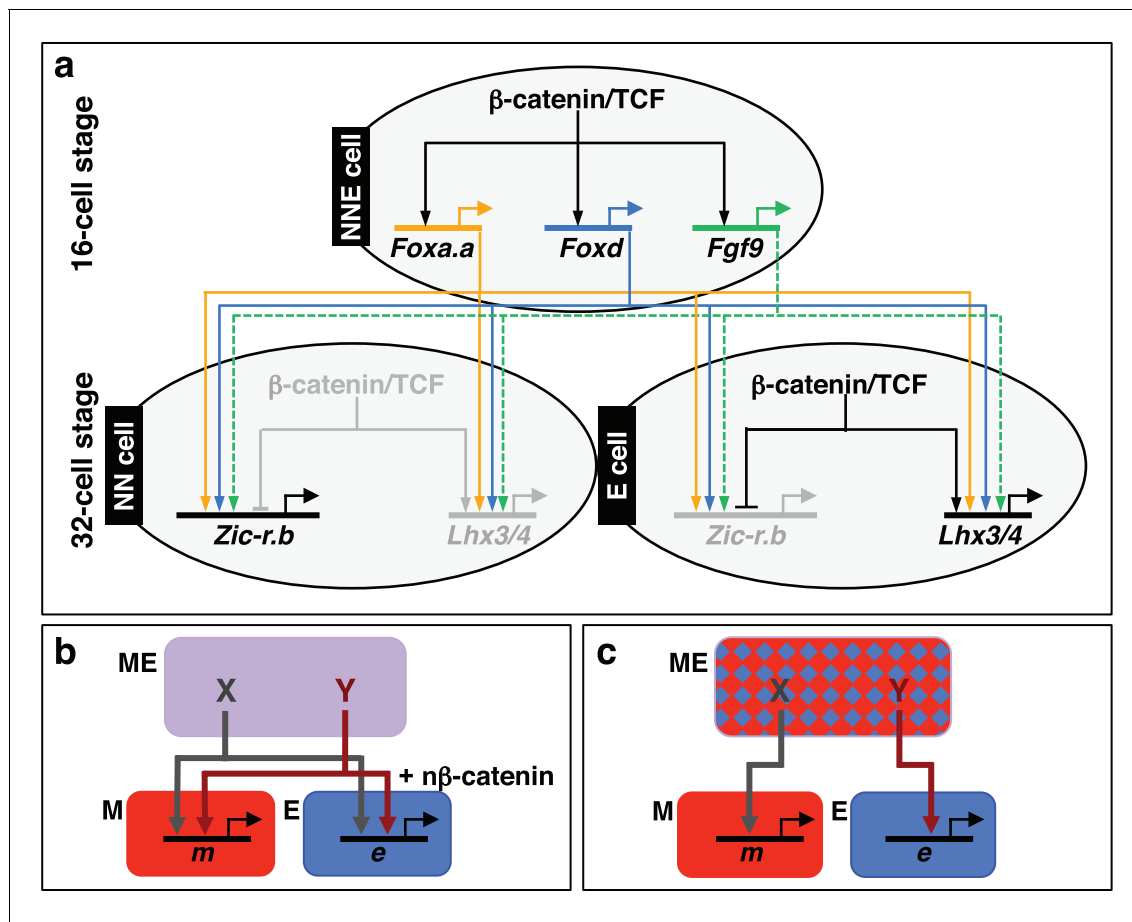 a
16-cell stage
NNE cell
β-catenin/TCF
Foxa.a
Foxd
Fgf9
32-cell stage
NN cell
β-catenin/TCF
Zic-r.b
Lhx3/4
E cell
β-catenin/TCF
Zic-r.b
Lhx3/4
b
ME
X
Y
+ nβ-catenin
M
m
E
e
c
ME
X
Y
M
m
E
e